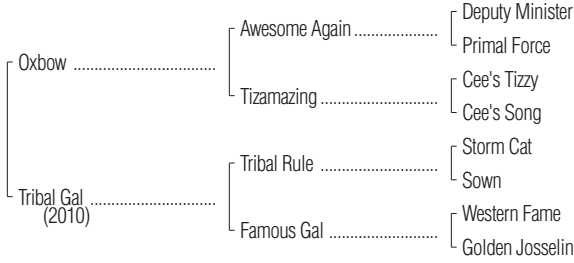 Deputy Minister
Awesome Again ...................
Primal Force
Oxbow ................................
Cee's Tizzy
Tizamazing ...........................
Cee's Song
Storm Cat
Tribal Rule ...........................
Sown
Tribal Gal ............................
(2010)
Western Fame
Famous Gal .........................
Golden Josselin